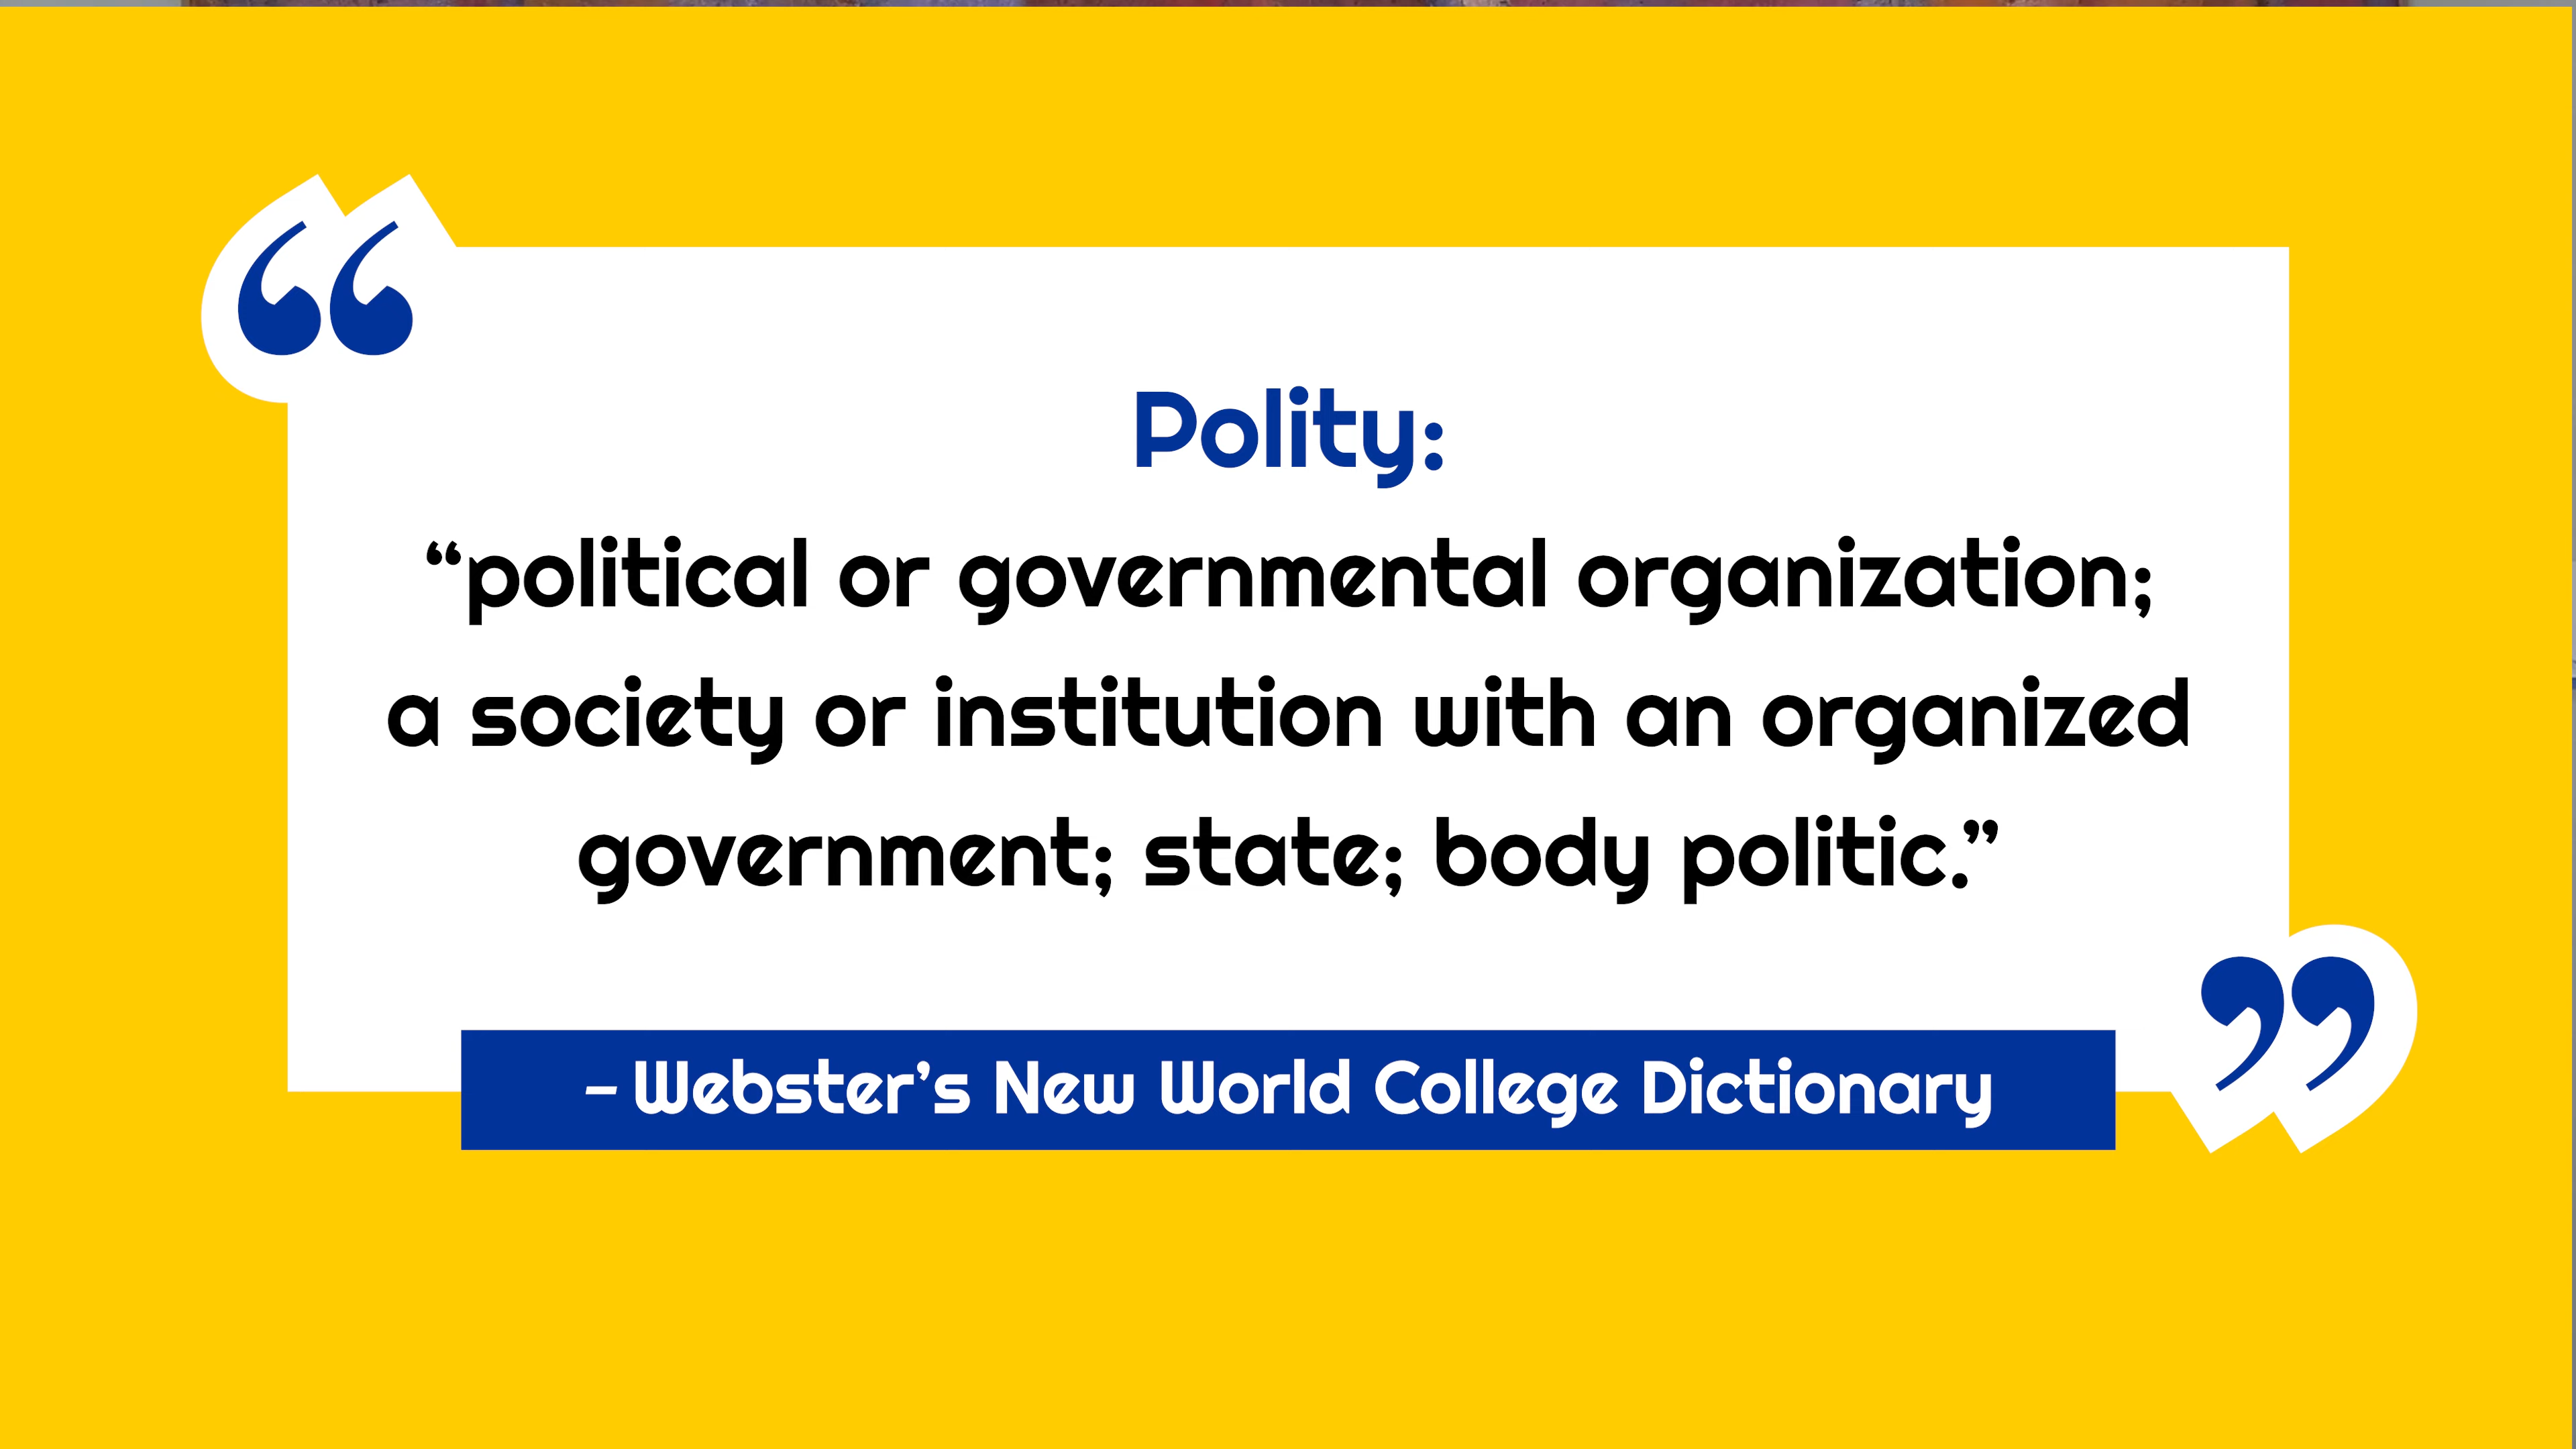 Polity:
“political or governmental organization;
a society or institution with an organized
government; state; body politic.”
– Webster’s New World College Dictionary